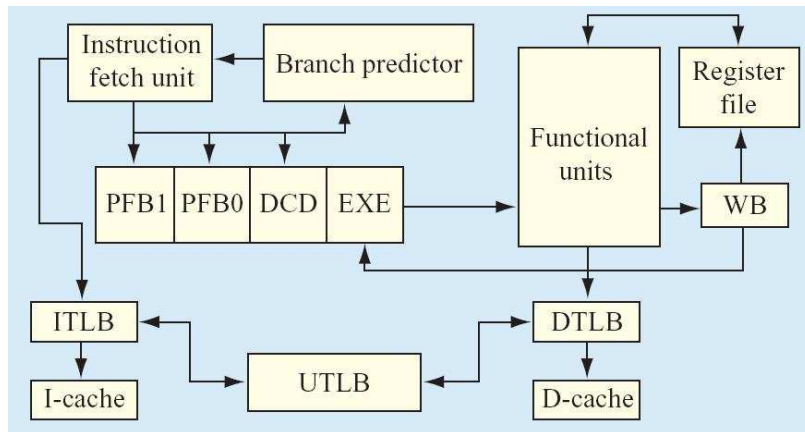 Instruction
fetch unit
Branch predictor
Functional
units
Register
file
PFB1 PFB0 DCD EXE
WB
ITLB
DTLB
UTLB
I-cache
D-cache